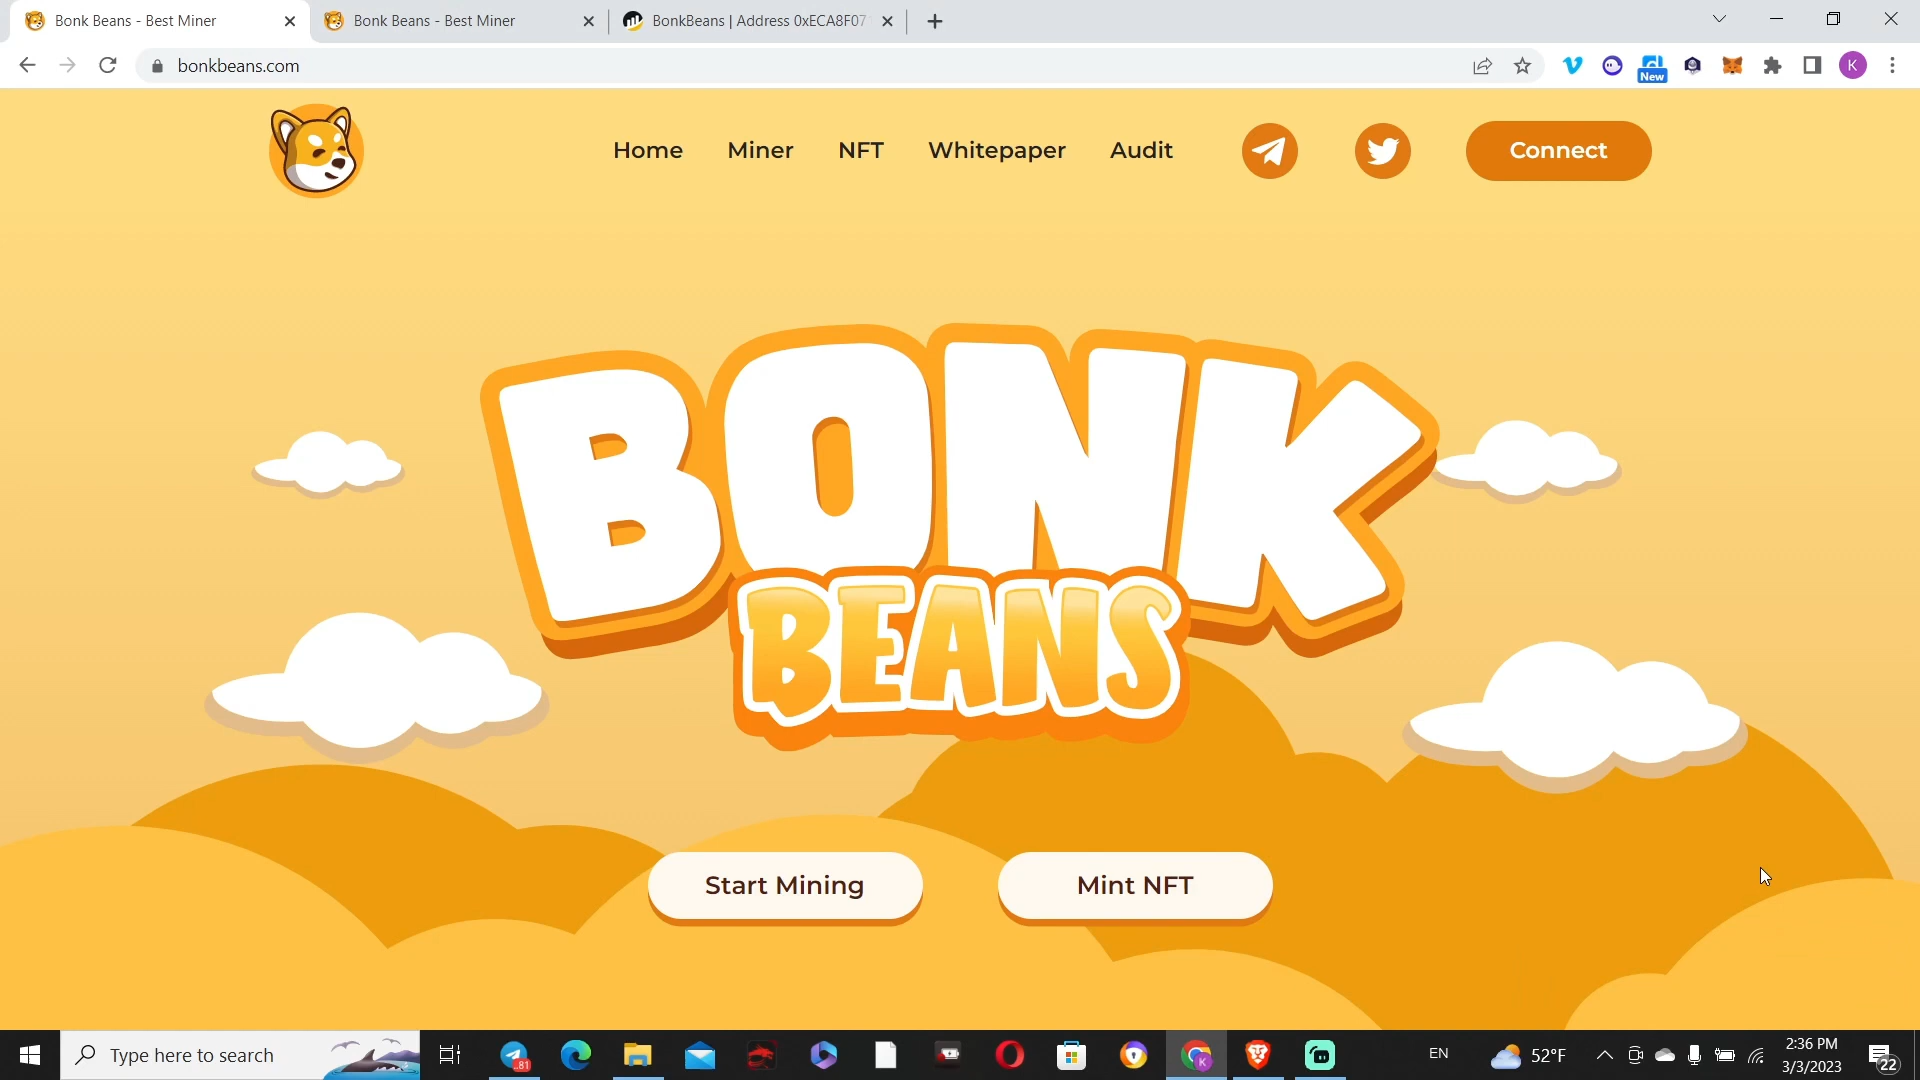 Bonk Beans - Best Miner
Bonk Beans - Best Miner
BonkBeans | Address 0xECA8F07
bonkbeans.com
New
K
Home
Miner
NFT
Whitepaper
Audit
Connect
BONK
BEANS
Start Mining
Mint NFT
Type here to search
81
K
EN
52°F
2:36 PM
3/3/2023
22